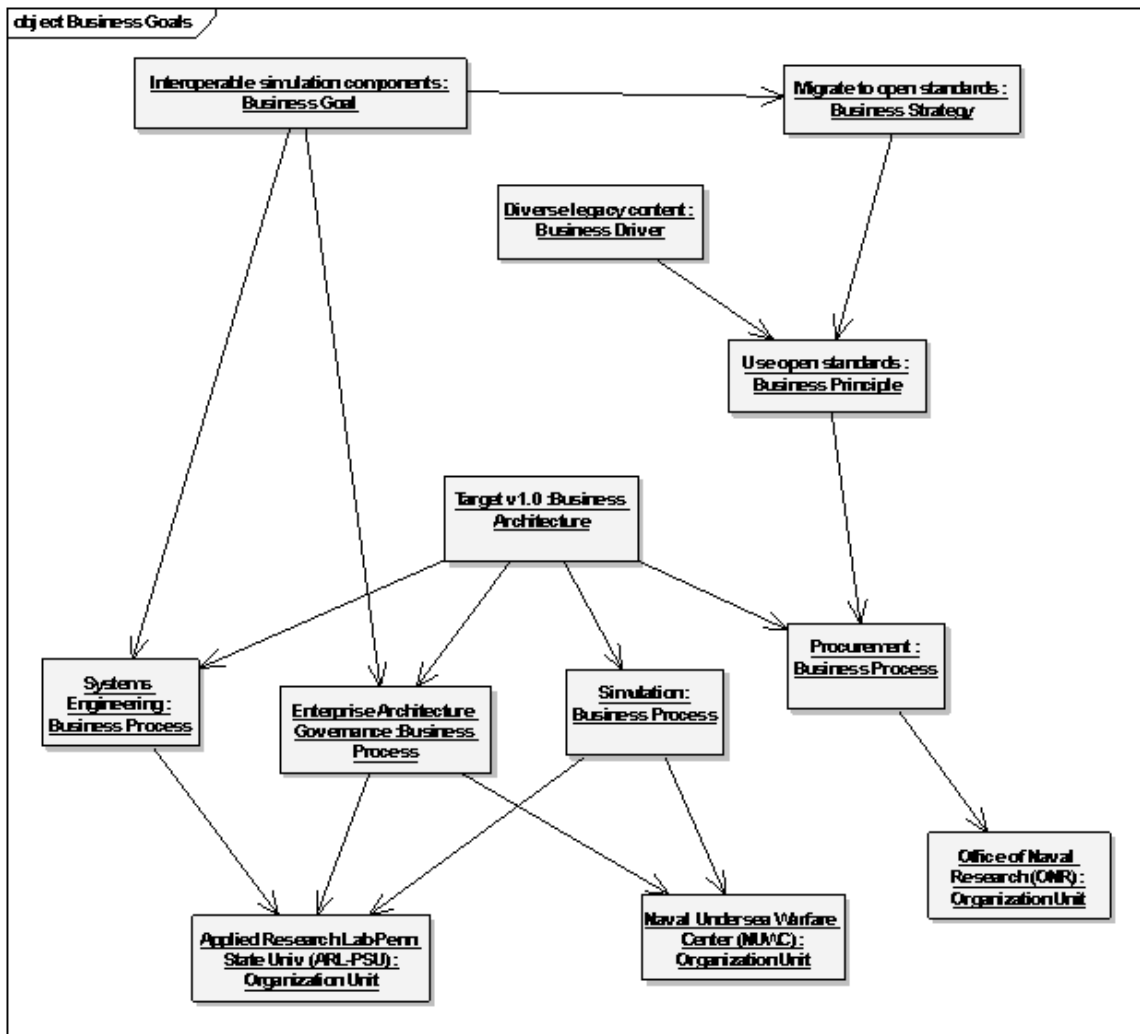 object Business Goals
Interoperable simulation components :
Business Goal
Migrate to open standards :
Business Strategy
Diverse legacy content :
Business Driver
Use open standards :
Business Principle
Target v1.0 :Business
Architecture
Procurement :
Business Process
Systems
Engineering :
Business Process
Enterprise Architecture
Governance :Business
Process
Simulation :
Business Process
Office of Naval
Research (ONR) :
Organization Unit
Applied Research Lab-Penn
State Univ (ARL-PSU) :
Organization Unit
Naval Undersea Warfare
Center (NUWC) :
Organization Unit